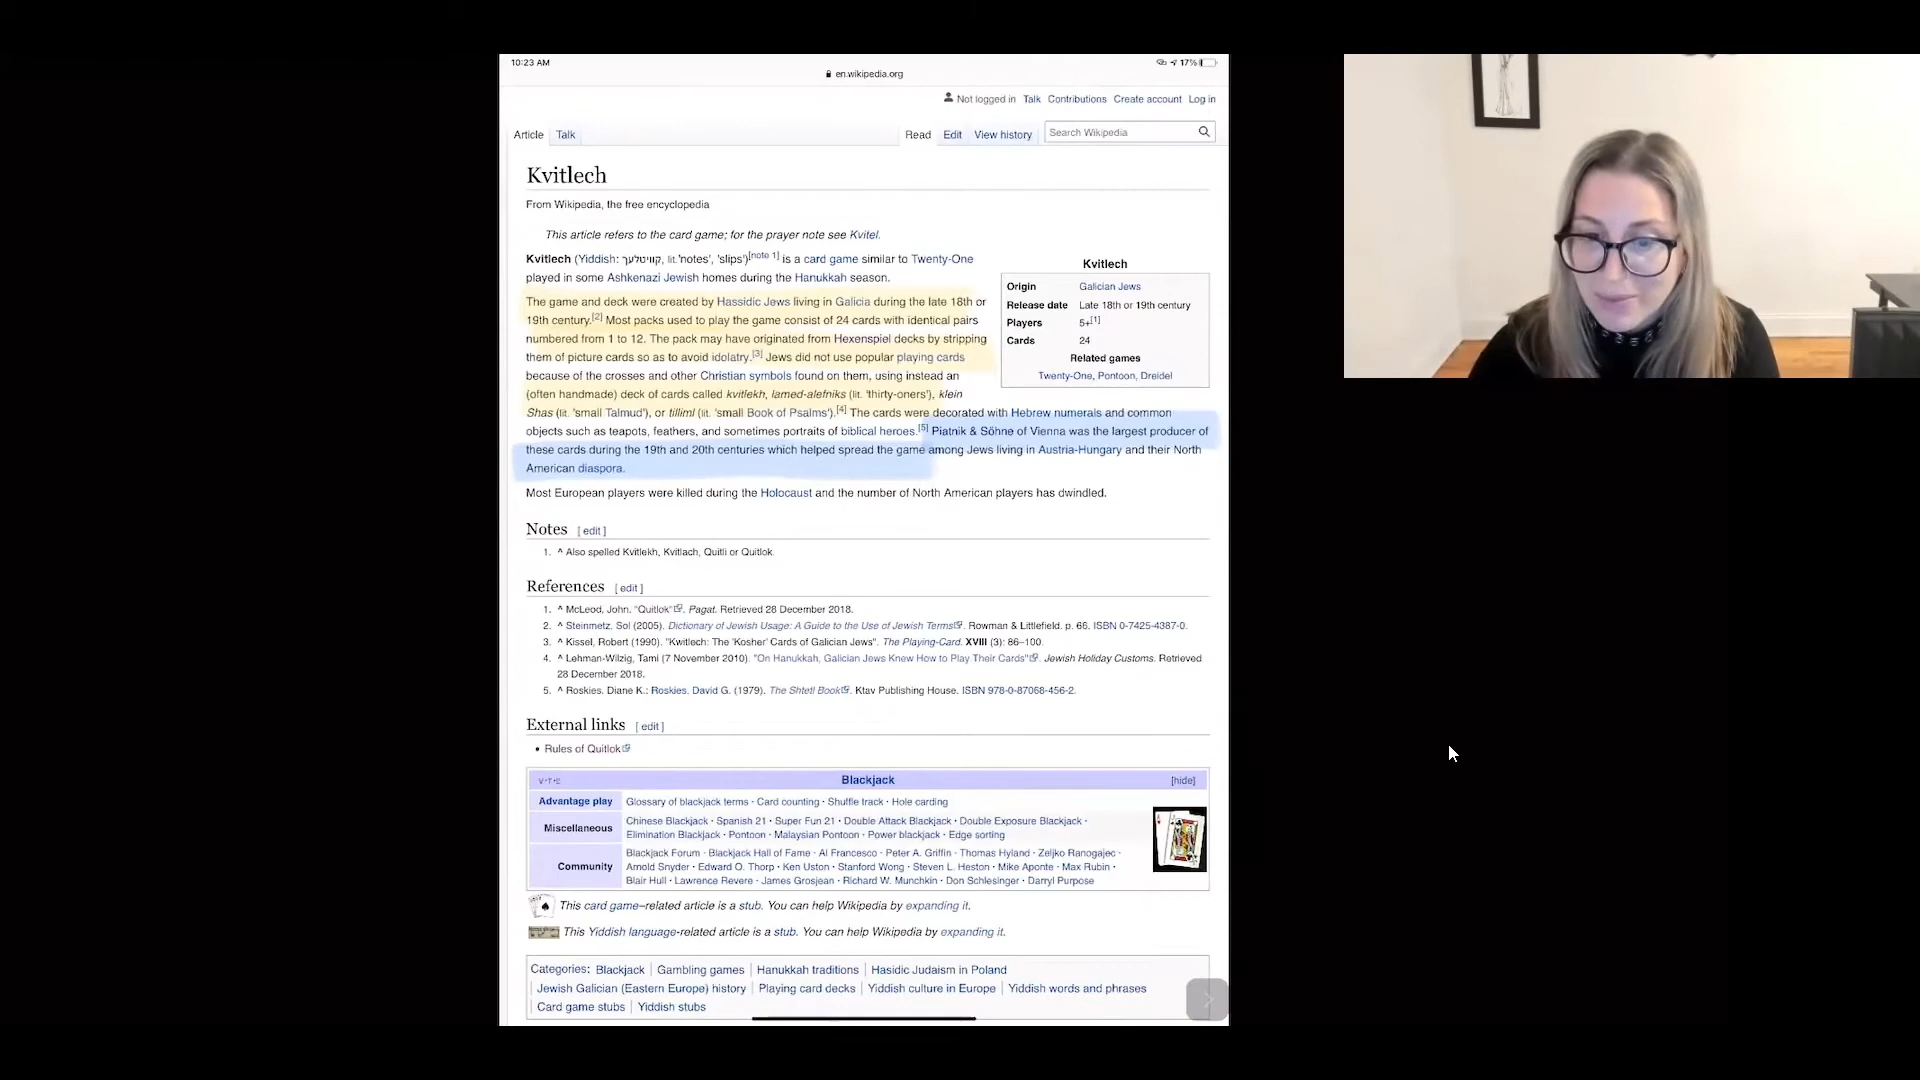 10:23 AM
17%
en.wikipedia.org
Not logged in Talk Contributions Create account Log in
Article Talk
Read Edit View history Search Wikipedia
Kvitlech
From Wikipedia, the free encyclopedia
This article refers to the card game; for the prayer note see Kvitel.
Kvitlech (Yiddish: קוויטלעך, lit. 'notes', 'slips')[note 1] is a card game similar to Twenty-One
played in some Ashkenazi Jewish homes during the Hanukkah season.
The game and deck were created by Hassidic Jews living in Galicia during the late 18th or
19th century.[2] Most packs used to play the game consist of 24 cards with identical pairs
numbered from 1 to 12. The pack may have originated from Hexenspiel decks by stripping
them of picture cards so as to avoid idolatry.[3] Jews did not use popular playing cards
because of the crosses and other Christian symbols found on them, using instead an
(often handmade) deck of cards called kvitlekh, lamed-alefniks (lit. 'thirty-oners'), klein
Shas (lit. 'small Talmud'), or tilliml (lit. 'small Book of Psalms').[4] The cards were decorated with Hebrew numerals and common
objects such as teapots, feathers, and sometimes portraits of biblical heroes.[5] Piatnik & Söhne of Vienna was the largest producer of
these cards during the 19th and 20th centuries which helped spread the game among Jews living in Austria-Hungary and their North
American diaspora.
Kvitlech
Origin Galician Jews
Release date Late 18th or 19th century
Players 5+[1]
Cards 24
Related games
Twenty-One, Pontoon, Dreidel
Most European players were killed during the Holocaust and the number of North American players has dwindled.
Notes [ edit ]
1. ^ Also spelled Kvitlekh, Kvitlach, Quitli or Quitlok.
References [ edit ]
1. ^ McLeod, John. "Quitlok". Pagat. Retrieved 28 December 2018.
2. ^ Steinmetz, Sol (2005). Dictionary of Jewish Usage: A Guide to the Use of Jewish Terms. Rowman & Littlefield. p. 66. ISBN 0-7425-4387-0.
3. ^ Kissel, Robert (1990). "Kwitlech: The 'Kosher' Cards of Galician Jews". The Playing-Card. XVIII (3): 86–100.
4. ^ Lehman-Wilzig, Tami (7 November 2010). "On Hanukkah, Galician Jews Knew How to Play Their Cards". Jewish Holiday Customs. Retrieved
28 December 2018.
5. ^ Roskies, Diane K.; Roskies, David G. (1979). The Shtetl Book. Ktav Publishing House. ISBN 978-0-87068-456-2.
External links [ edit ]
• Rules of Quitlok
V·T·E Blackjack [hide]
Advantage play Glossary of blackjack terms · Card counting · Shuffle track · Hole carding
Miscellaneous Chinese Blackjack · Spanish 21 · Super Fun 21 · Double Attack Blackjack · Double Exposure Blackjack ·
Elimination Blackjack · Pontoon · Malaysian Pontoon · Power blackjack · Edge sorting
Community Blackjack Forum · Blackjack Hall of Fame · Al Francesco · Peter A. Griffin · Thomas Hyland · Zeljko Ranogajec ·
Arnold Snyder · Edward O. Thorp · Ken Uston · Stanford Wong · Steven L. Heston · Mike Aponte · Max Rubin ·
Blair Hull · Lawrence Revere · James Grosjean · Richard W. Munchkin · Don Schlesinger · Darryl Purpose
This card game–related article is a stub. You can help Wikipedia by expanding it.
This Yiddish language-related article is a stub. You can help Wikipedia by expanding it.
Categories: Blackjack | Gambling games | Hanukkah traditions | Hasidic Judaism in Poland
| Jewish Galician (Eastern Europe) history | Playing card decks | Yiddish culture in Europe | Yiddish words and phrases
| Card game stubs | Yiddish stubs